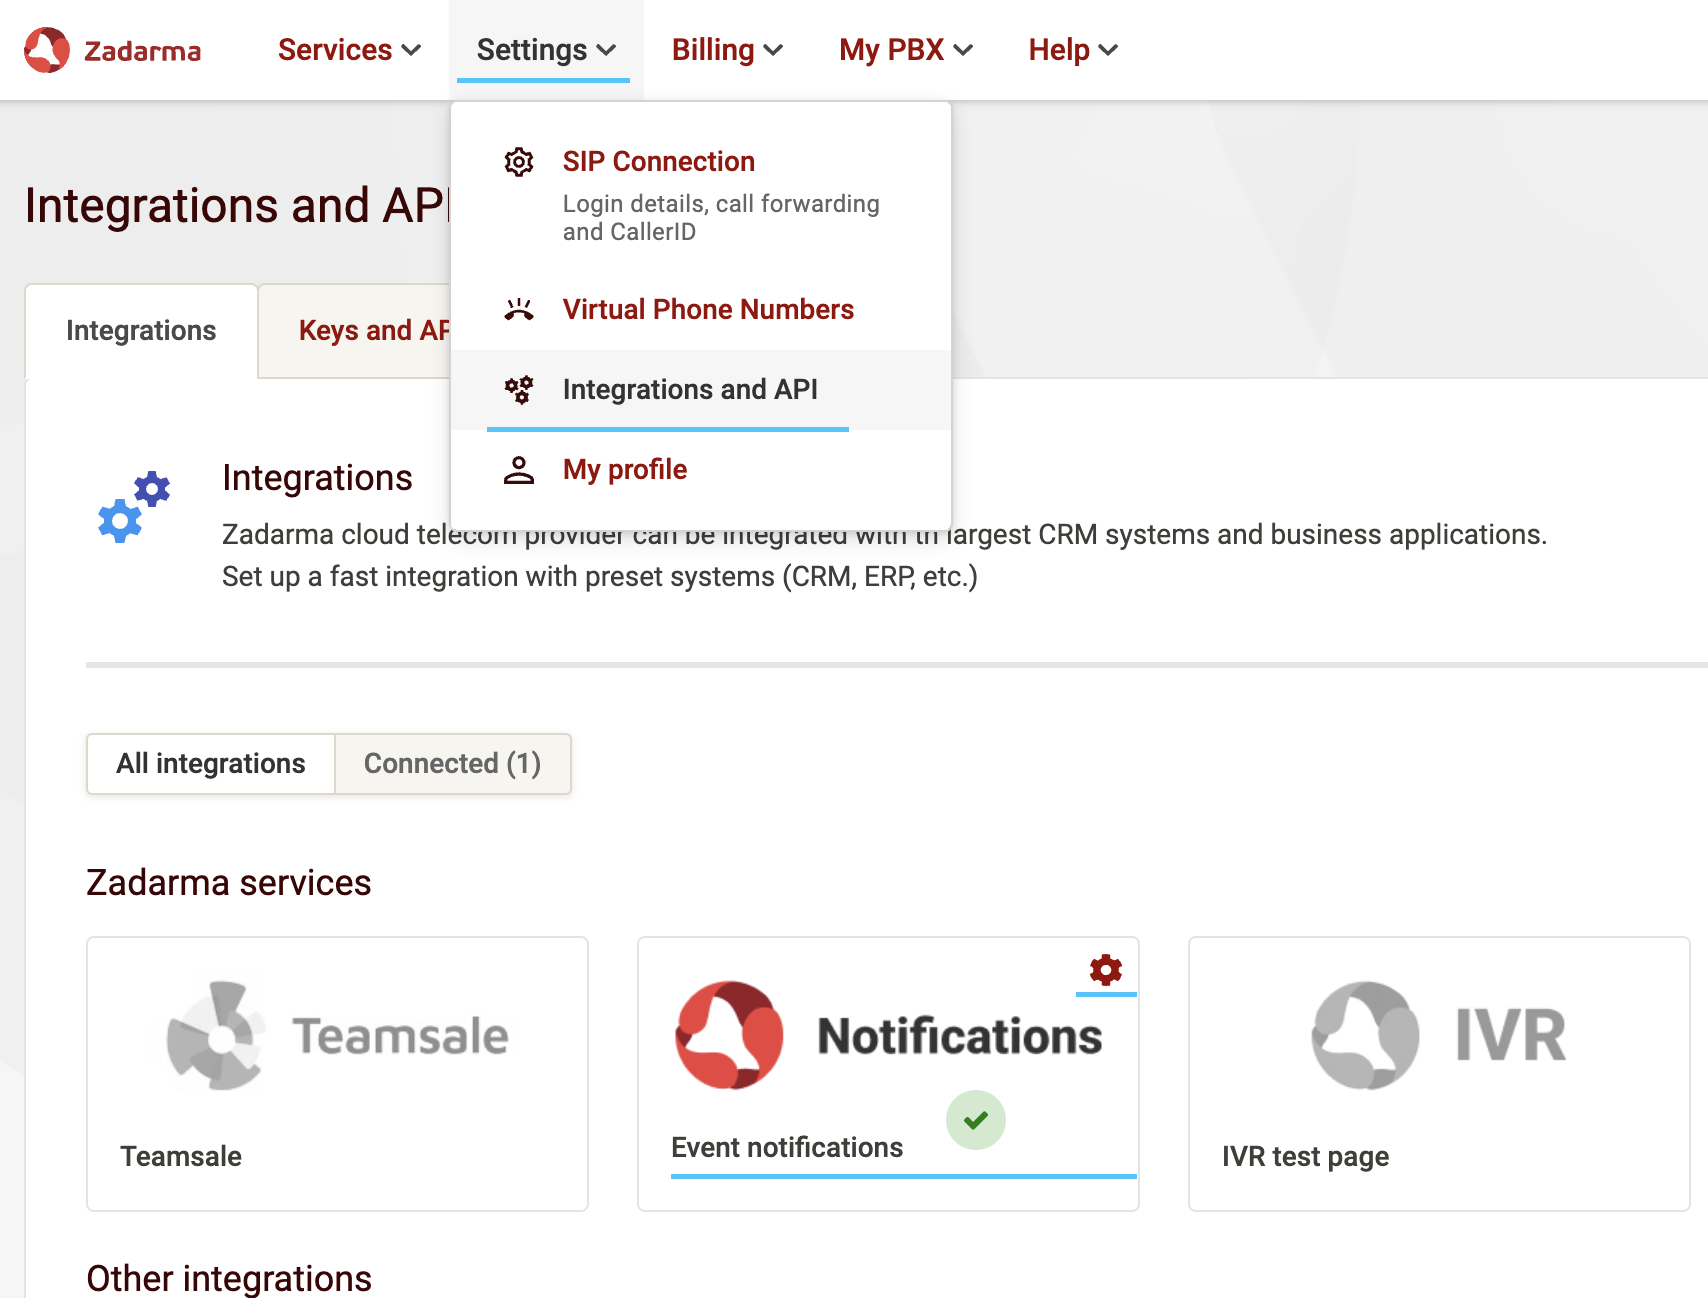 Zadarma
Services
Settings
Billing
My PBX
Help
SIP Connection
Login details, call forwarding
and CallerID
Virtual Phone Numbers
Integrations and API
My profile
Integrations and API
Integrations
Keys and AP
Integrations
Zadarma cloud telecom provider can be integrated with th largest CRM systems and business applications.
Set up a fast integration with preset systems (CRM, ERP, etc.)
All integrations
Connected (1)
Zadarma services
Teamsale
Teamsale
Notifications
Event notifications
IVR
IVR test page
Other integrations